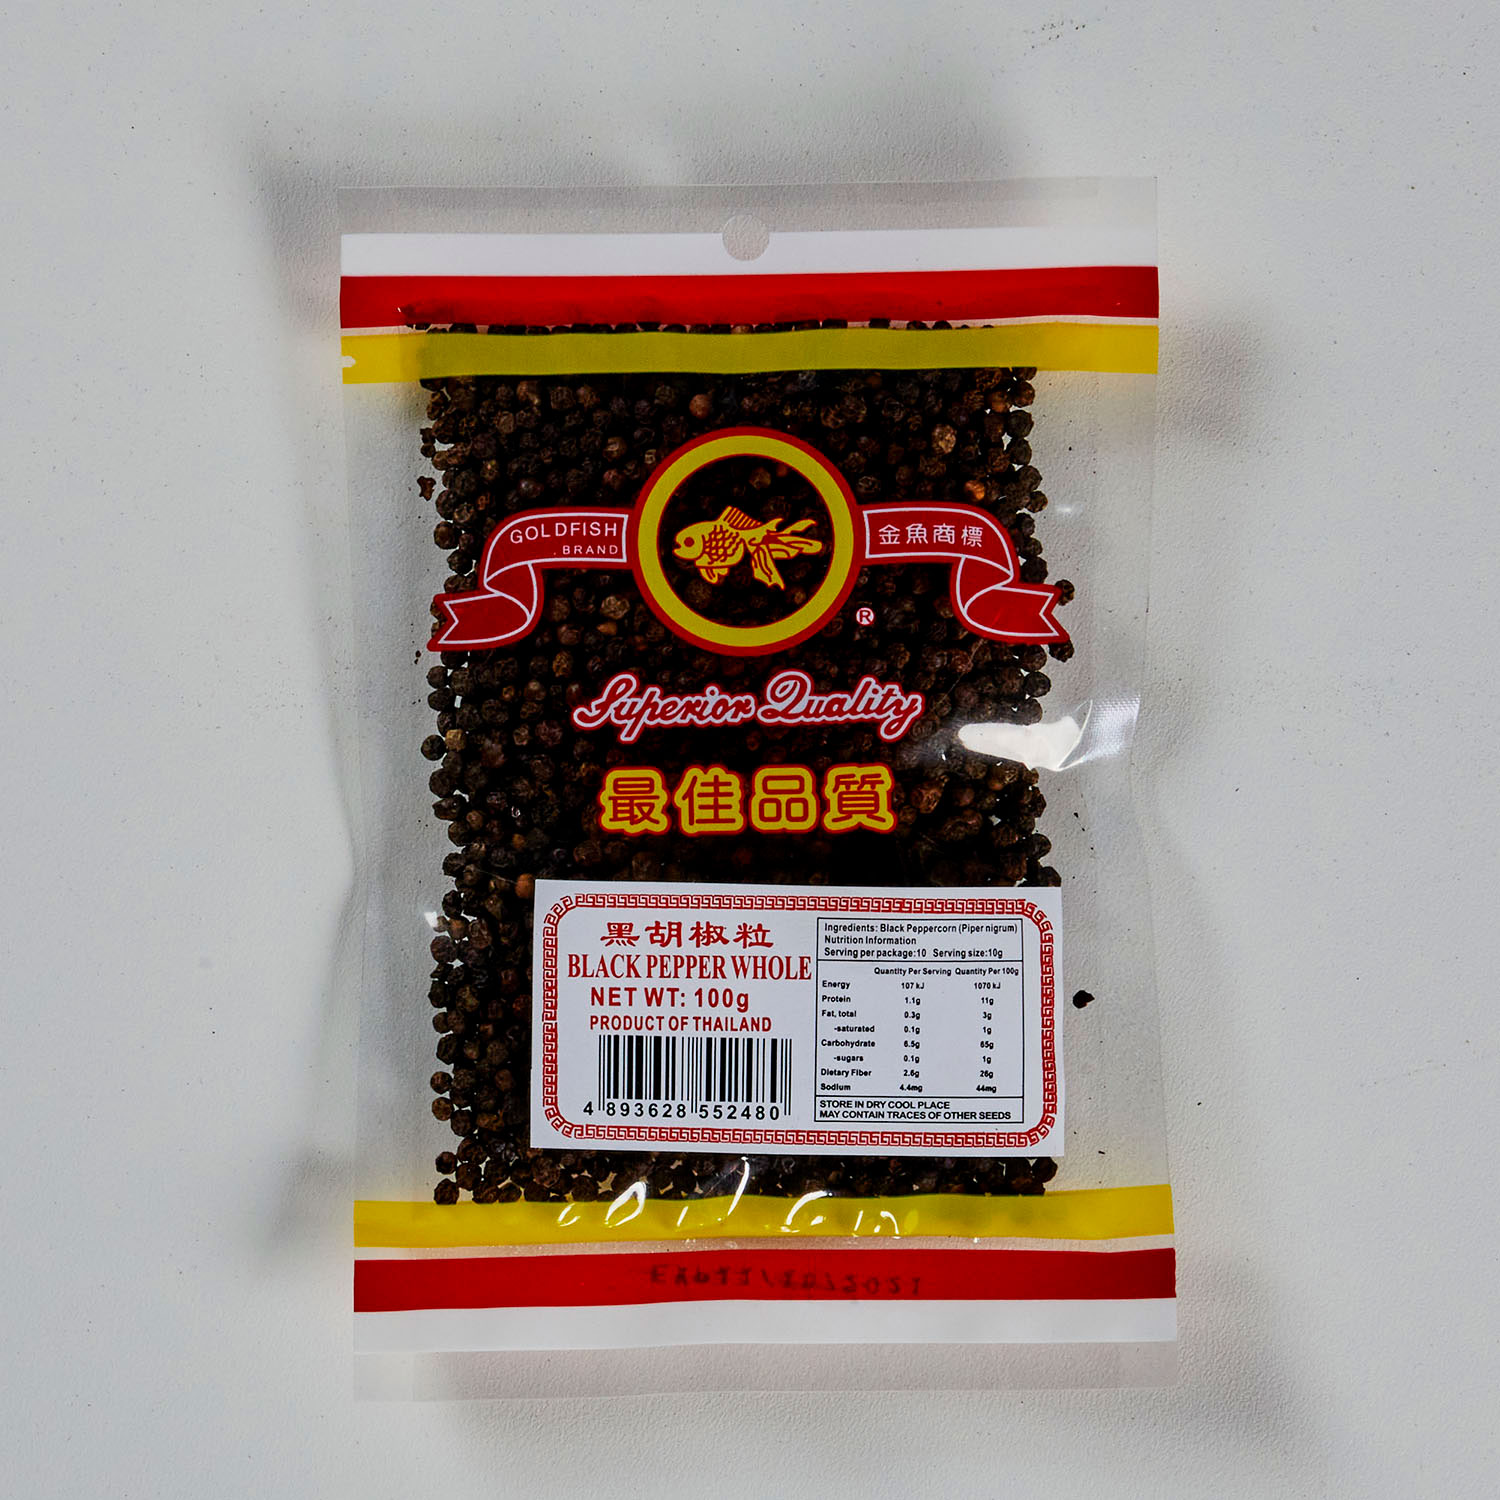 GOLDFISH
BRAND
金魚商標
®
Superior Quality
最佳品質
黑胡椒粒
BLACK PEPPER WHOLE
NET WT: 100g
PRODUCT OF THAILAND
4 893628 552480
Ingredients: Black Peppercorn (Piper nigrum)
Nutrition Information
Serving per package:10 Serving size:10g
Quantity Per Serving Quantity Per 100g
Energy 107 kJ 1070 kJ
Protein 1.1g 11g
Fat, total 0.3g 3g
-saturated 0.1g 1g
Carbohydrate 6.5g 65g
-sugars 0.1g 1g
Dietary Fiber 2.6g 26g
Sodium 4.4mg 44mg
STORE IN DRY COOL PLACE
MAY CONTAIN TRACES OF OTHER SEEDS